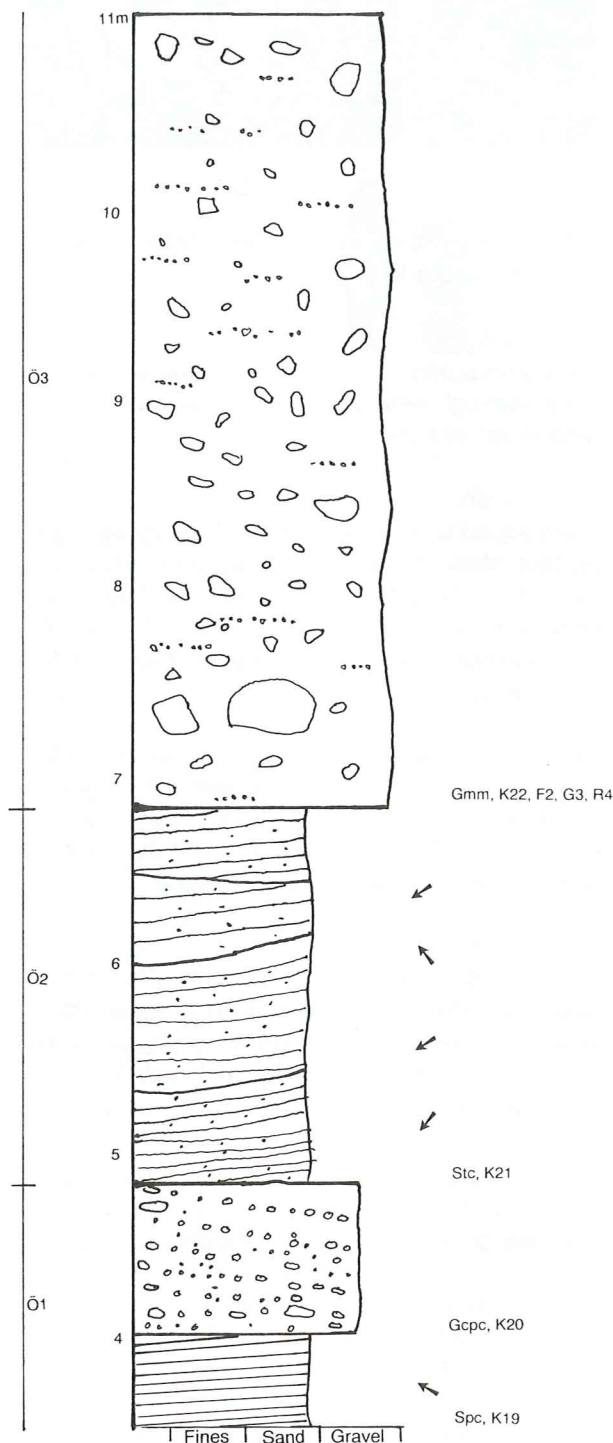 11m
10
Ö3
9
8
7
Gmm, K22, F2, G3, R4
6
Ö2
5
Stc, K21
Ö1
Gcpc, K20
4
Spc, K19
Fines Sand Gravel